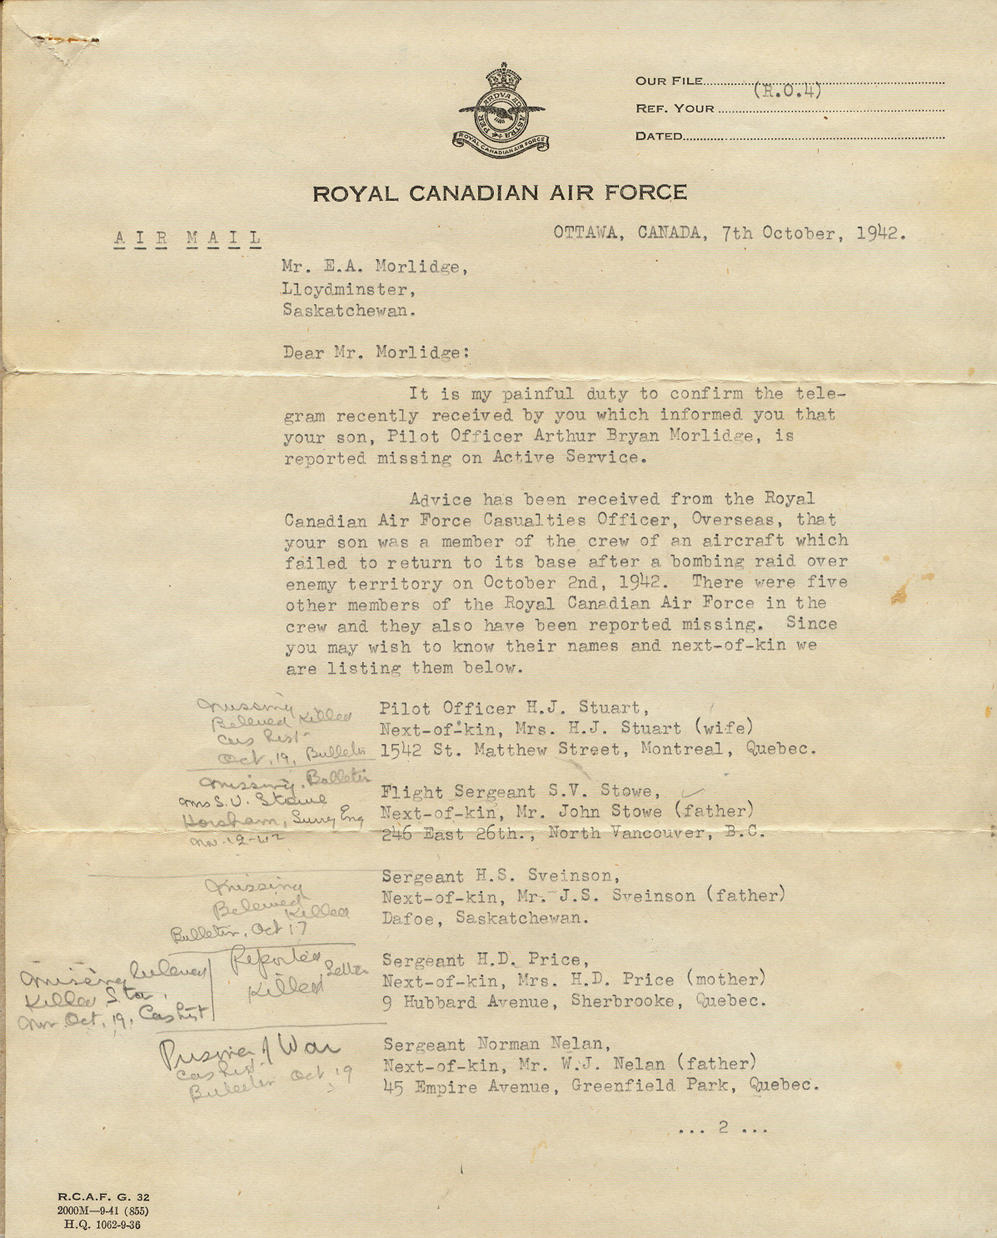 OUR FILE (R.O.4)
REF. YOUR
DATED
PER ARDVA AD ASTRA
ROYAL CANADIAN AIR FORCE
ROYAL CANADIAN AIR FORCE
AIR MAIL
OTTAWA, CANADA, 7th October, 1942.
Mr. E.A. Morlidge,
Lloydminster,
Saskatchewan.
Dear Mr. Morlidge:
It is my painful duty to confirm the tele-
gram recently received by you which informed you that
your son, Pilot Officer Arthur Bryan Morlidge, is
reported missing on Active Service.
Advice has been received from the Royal
Canadian Air Force Casualties Officer, Overseas, that
your son was a member of the crew of an aircraft which
failed to return to its base after a bombing raid over
enemy territory on October 2nd, 1942. There were five
other members of the Royal Canadian Air Force in the
crew and they also have been reported missing. Since
you may wish to know their names and next-of-kin we
are listing them below.
missing
Beleved Killed
Cas List
Oct, 19, Bulletin
Pilot Officer H.J. Stuart,
Next-of-kin, Mrs. H.J. Stuart (wife)
1542 St. Matthew Street, Montreal, Quebec.
missing. Bulletin
Mrs S.V. Stowe
Horsham, Surry Eng
Nov. 12-42
Flight Sergeant S.V. Stowe,
Next-of-kin, Mr. John Stowe (father)
246 East 26th., North Vancouver, B.C.
missing
Beleived Killed
Bulletin, Oct 17
Sergeant H.S. Sveinson,
Next-of-kin, Mr. J.S. Sveinson (father)
Dafoe, Saskatchewan.
missing
Killed
Oct, 19, Cas List
Reported
Killed Letter
Sergeant H.D. Price,
Next-of-kin, Mrs. H.D. Price (mother)
9 Hubbard Avenue, Sherbrooke, Quebec.
Prisner of War
Cas List
Bulletin Oct 19
Sergeant Norman Nelan,
Next-of-kin, Mr. W.J. Nelan (father)
45 Empire Avenue, Greenfield Park, Quebec.
... 2 ...
R.C.A.F. G. 32
2000M—9-41 (855)
H.Q. 1062-9-36